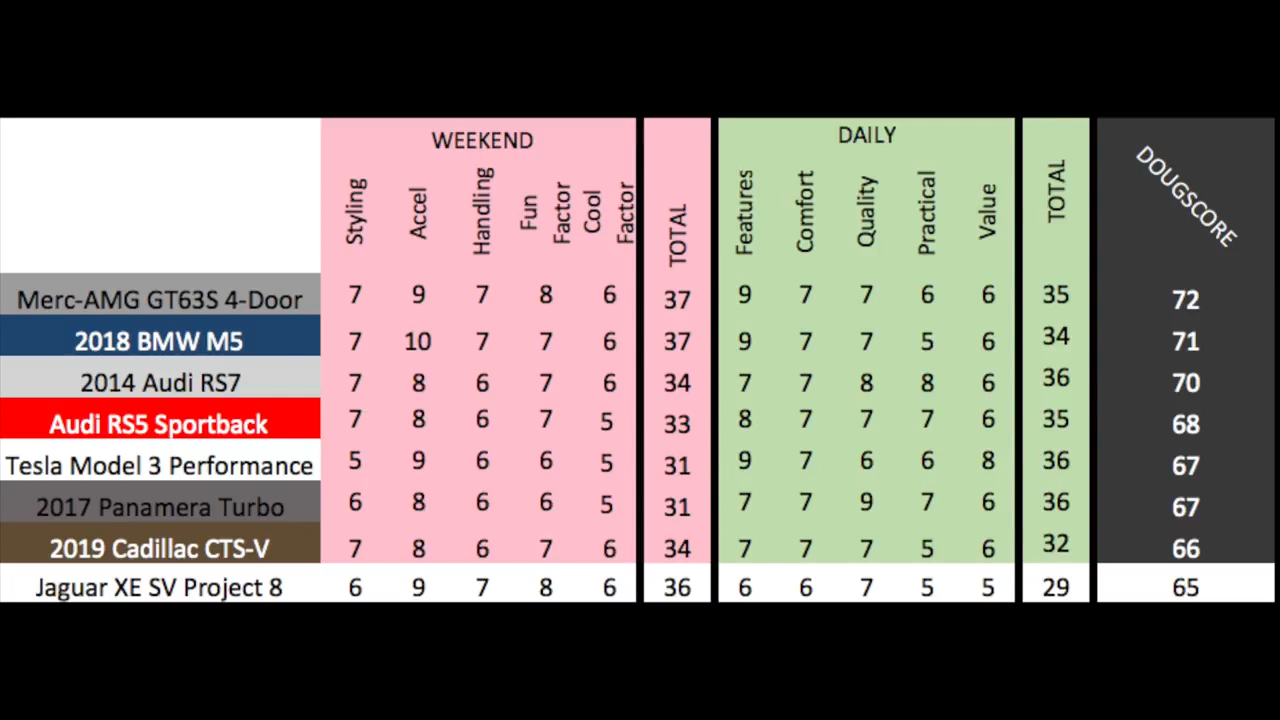 WEEKEND DAILY
Styling Accel Handling Fun Factor Cool Factor TOTAL Features Comfort Quality Practical Value TOTAL DOUGSCORE
Merc-AMG GT63S 4-Door 7 9 7 8 6 37 9 7 7 6 6 35 72
2018 BMW M5 7 10 7 7 6 37 9 7 7 5 6 34 71
2014 Audi RS7 7 8 6 7 6 34 7 7 8 8 6 36 70
Audi RS5 Sportback 7 8 6 7 5 33 8 7 7 7 6 35 68
Tesla Model 3 Performance 5 9 6 6 5 31 9 7 6 6 8 36 67
2017 Panamera Turbo 6 8 6 6 5 31 7 7 9 7 6 36 67
2019 Cadillac CTS-V 7 8 6 7 6 34 7 7 7 5 6 32 66
Jaguar XE SV Project 8 6 9 7 8 6 36 6 6 7 5 5 29 65